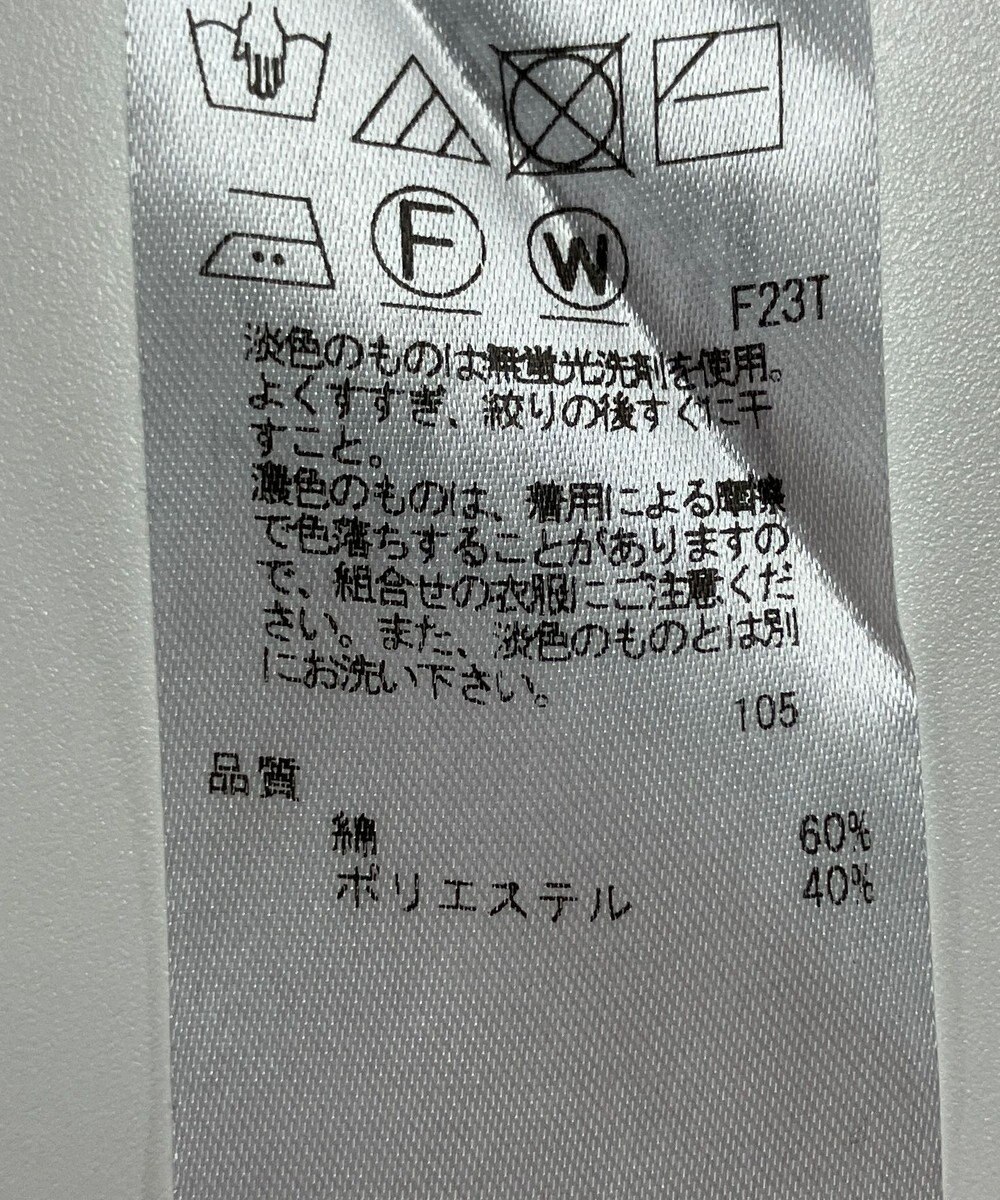 F
W
F23T
淡色のものは無蛍光洗剤を使用。
よくすすぎ、絞りの後すぐに干
すこと。
濃色のものは、着用による摩擦
で色落ちすることがありますの
で、組合せの衣服にご注意くだ
さい。また、淡色のものとは別
にお洗い下さい。
105
品質
綿 60%
ポリエステル 40%